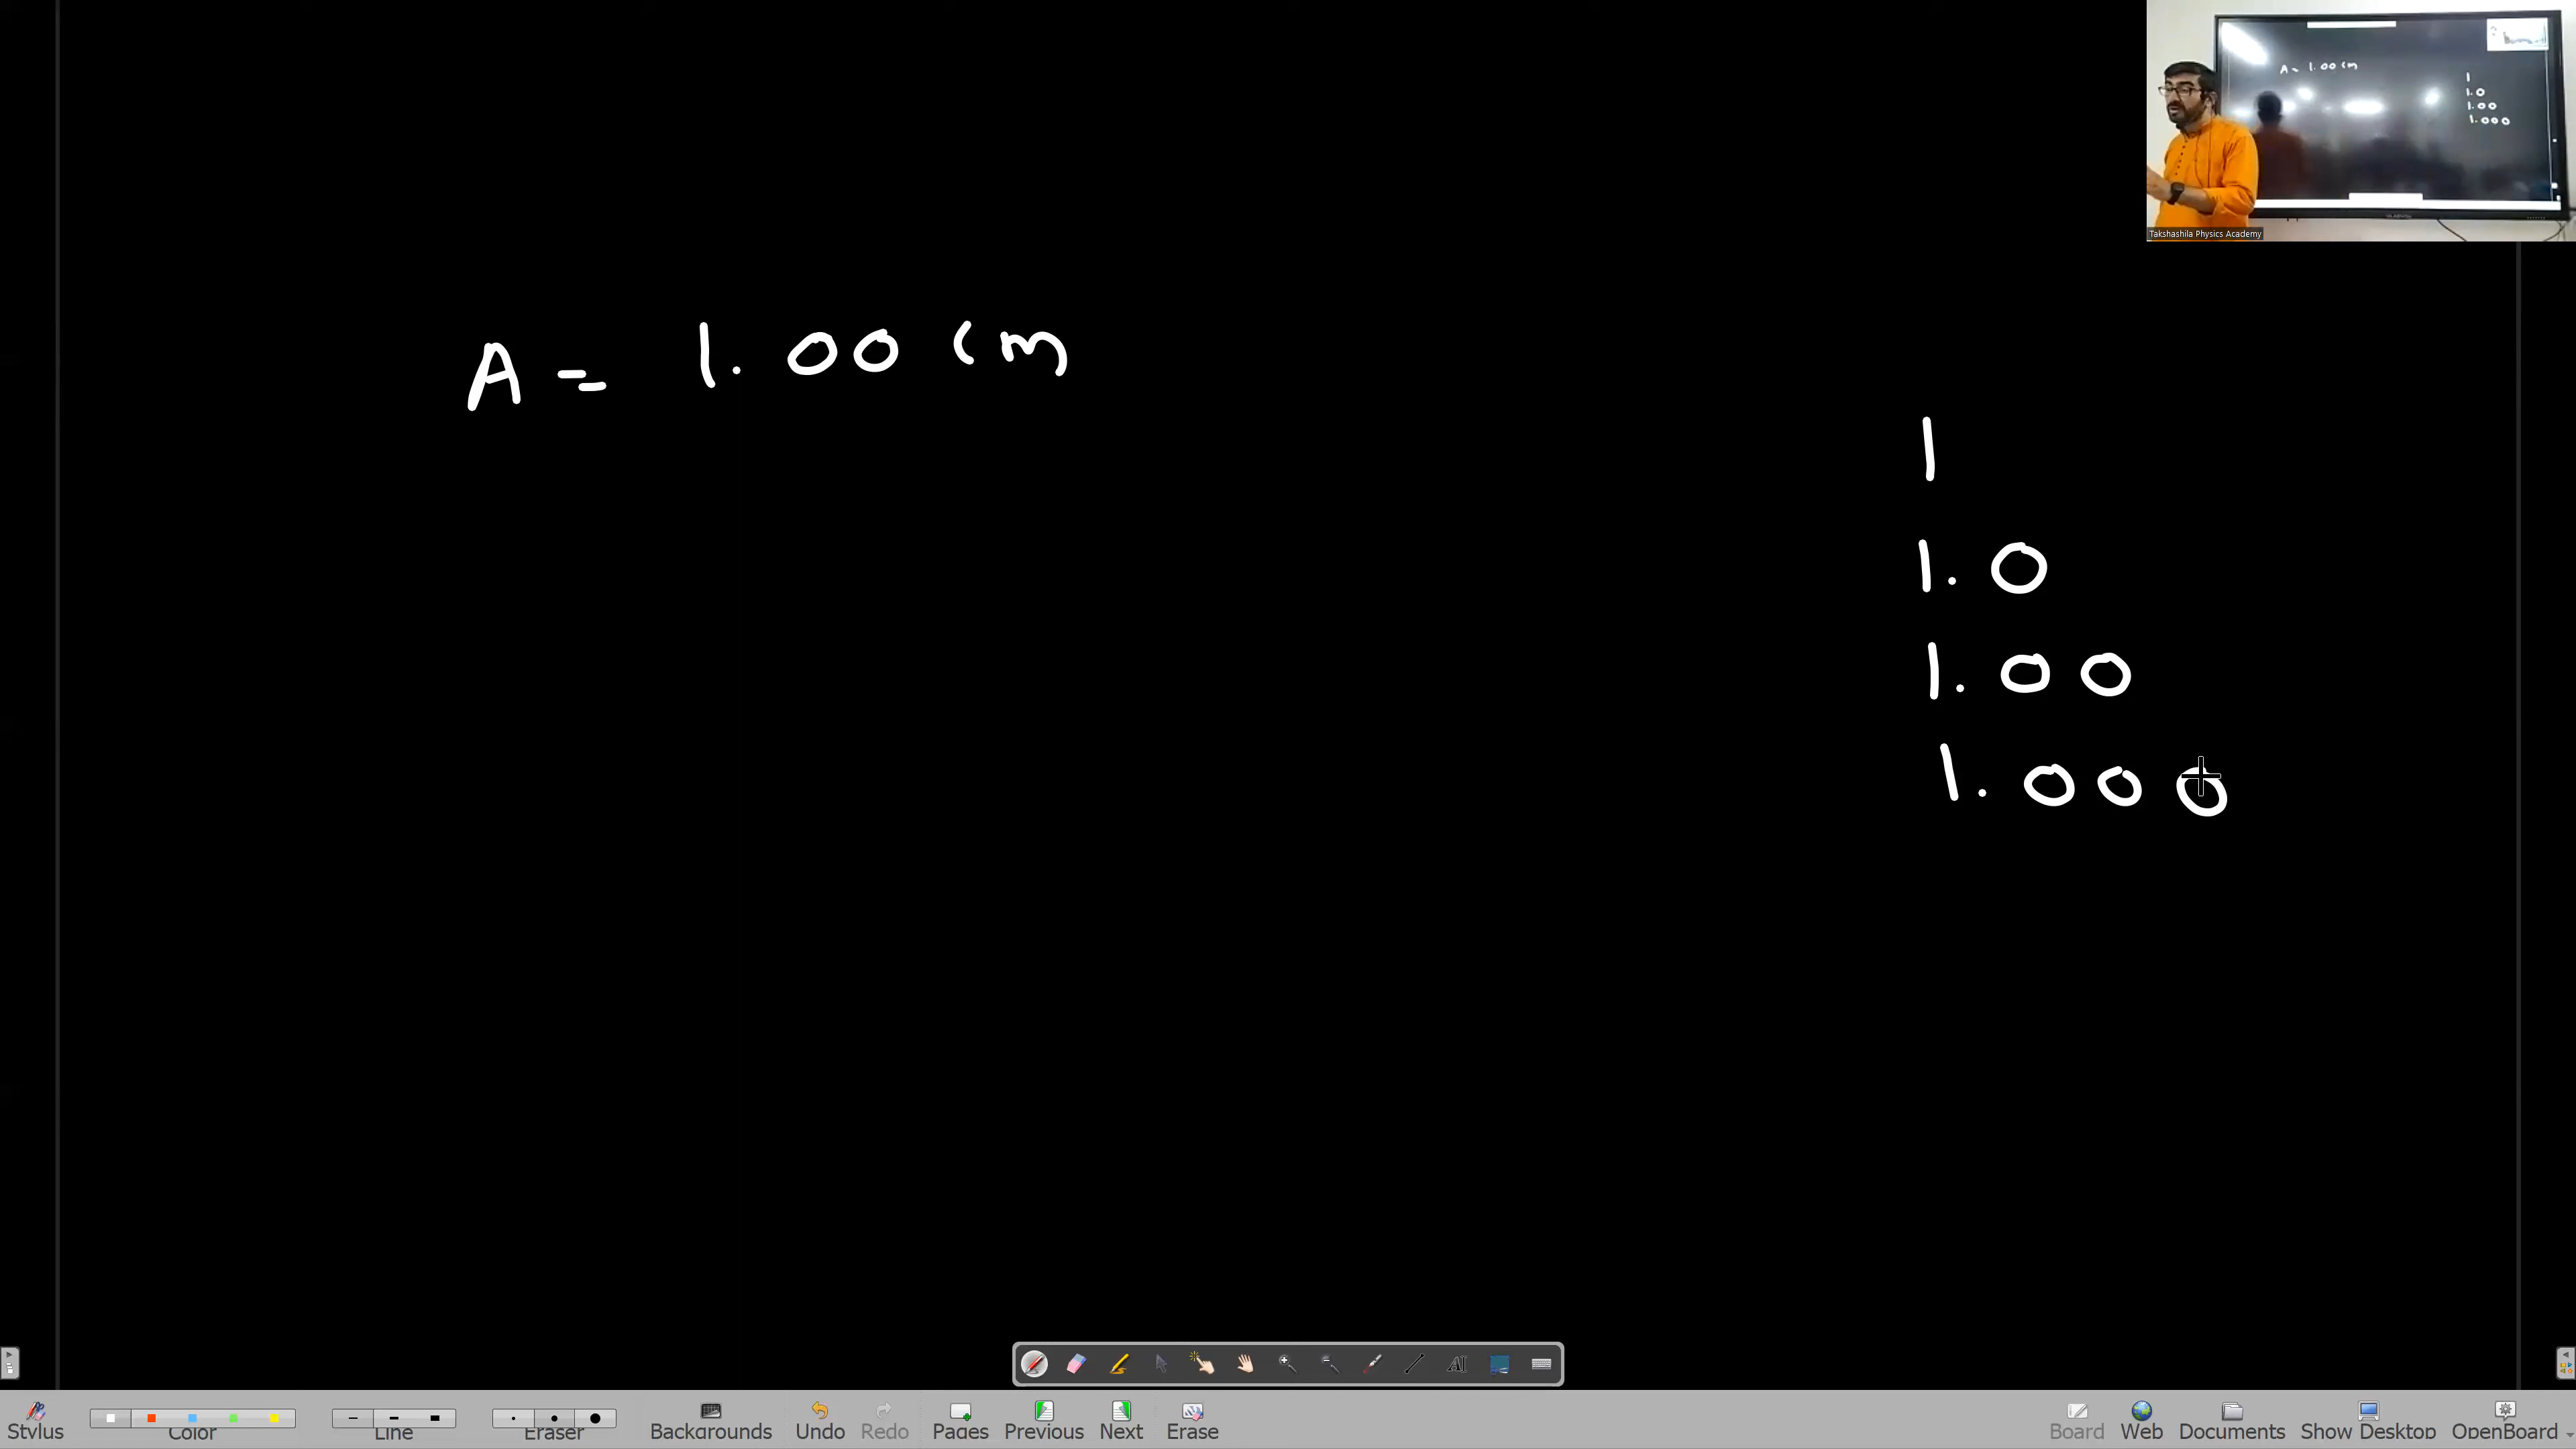 Takshashila Physics Academy
A = 1.00 cm
1
1.0
1.00
1.000
Stylus Color Line Eraser Backgrounds Undo Redo Pages Previous Next Erase Board Web Documents Show Desktop OpenBoard